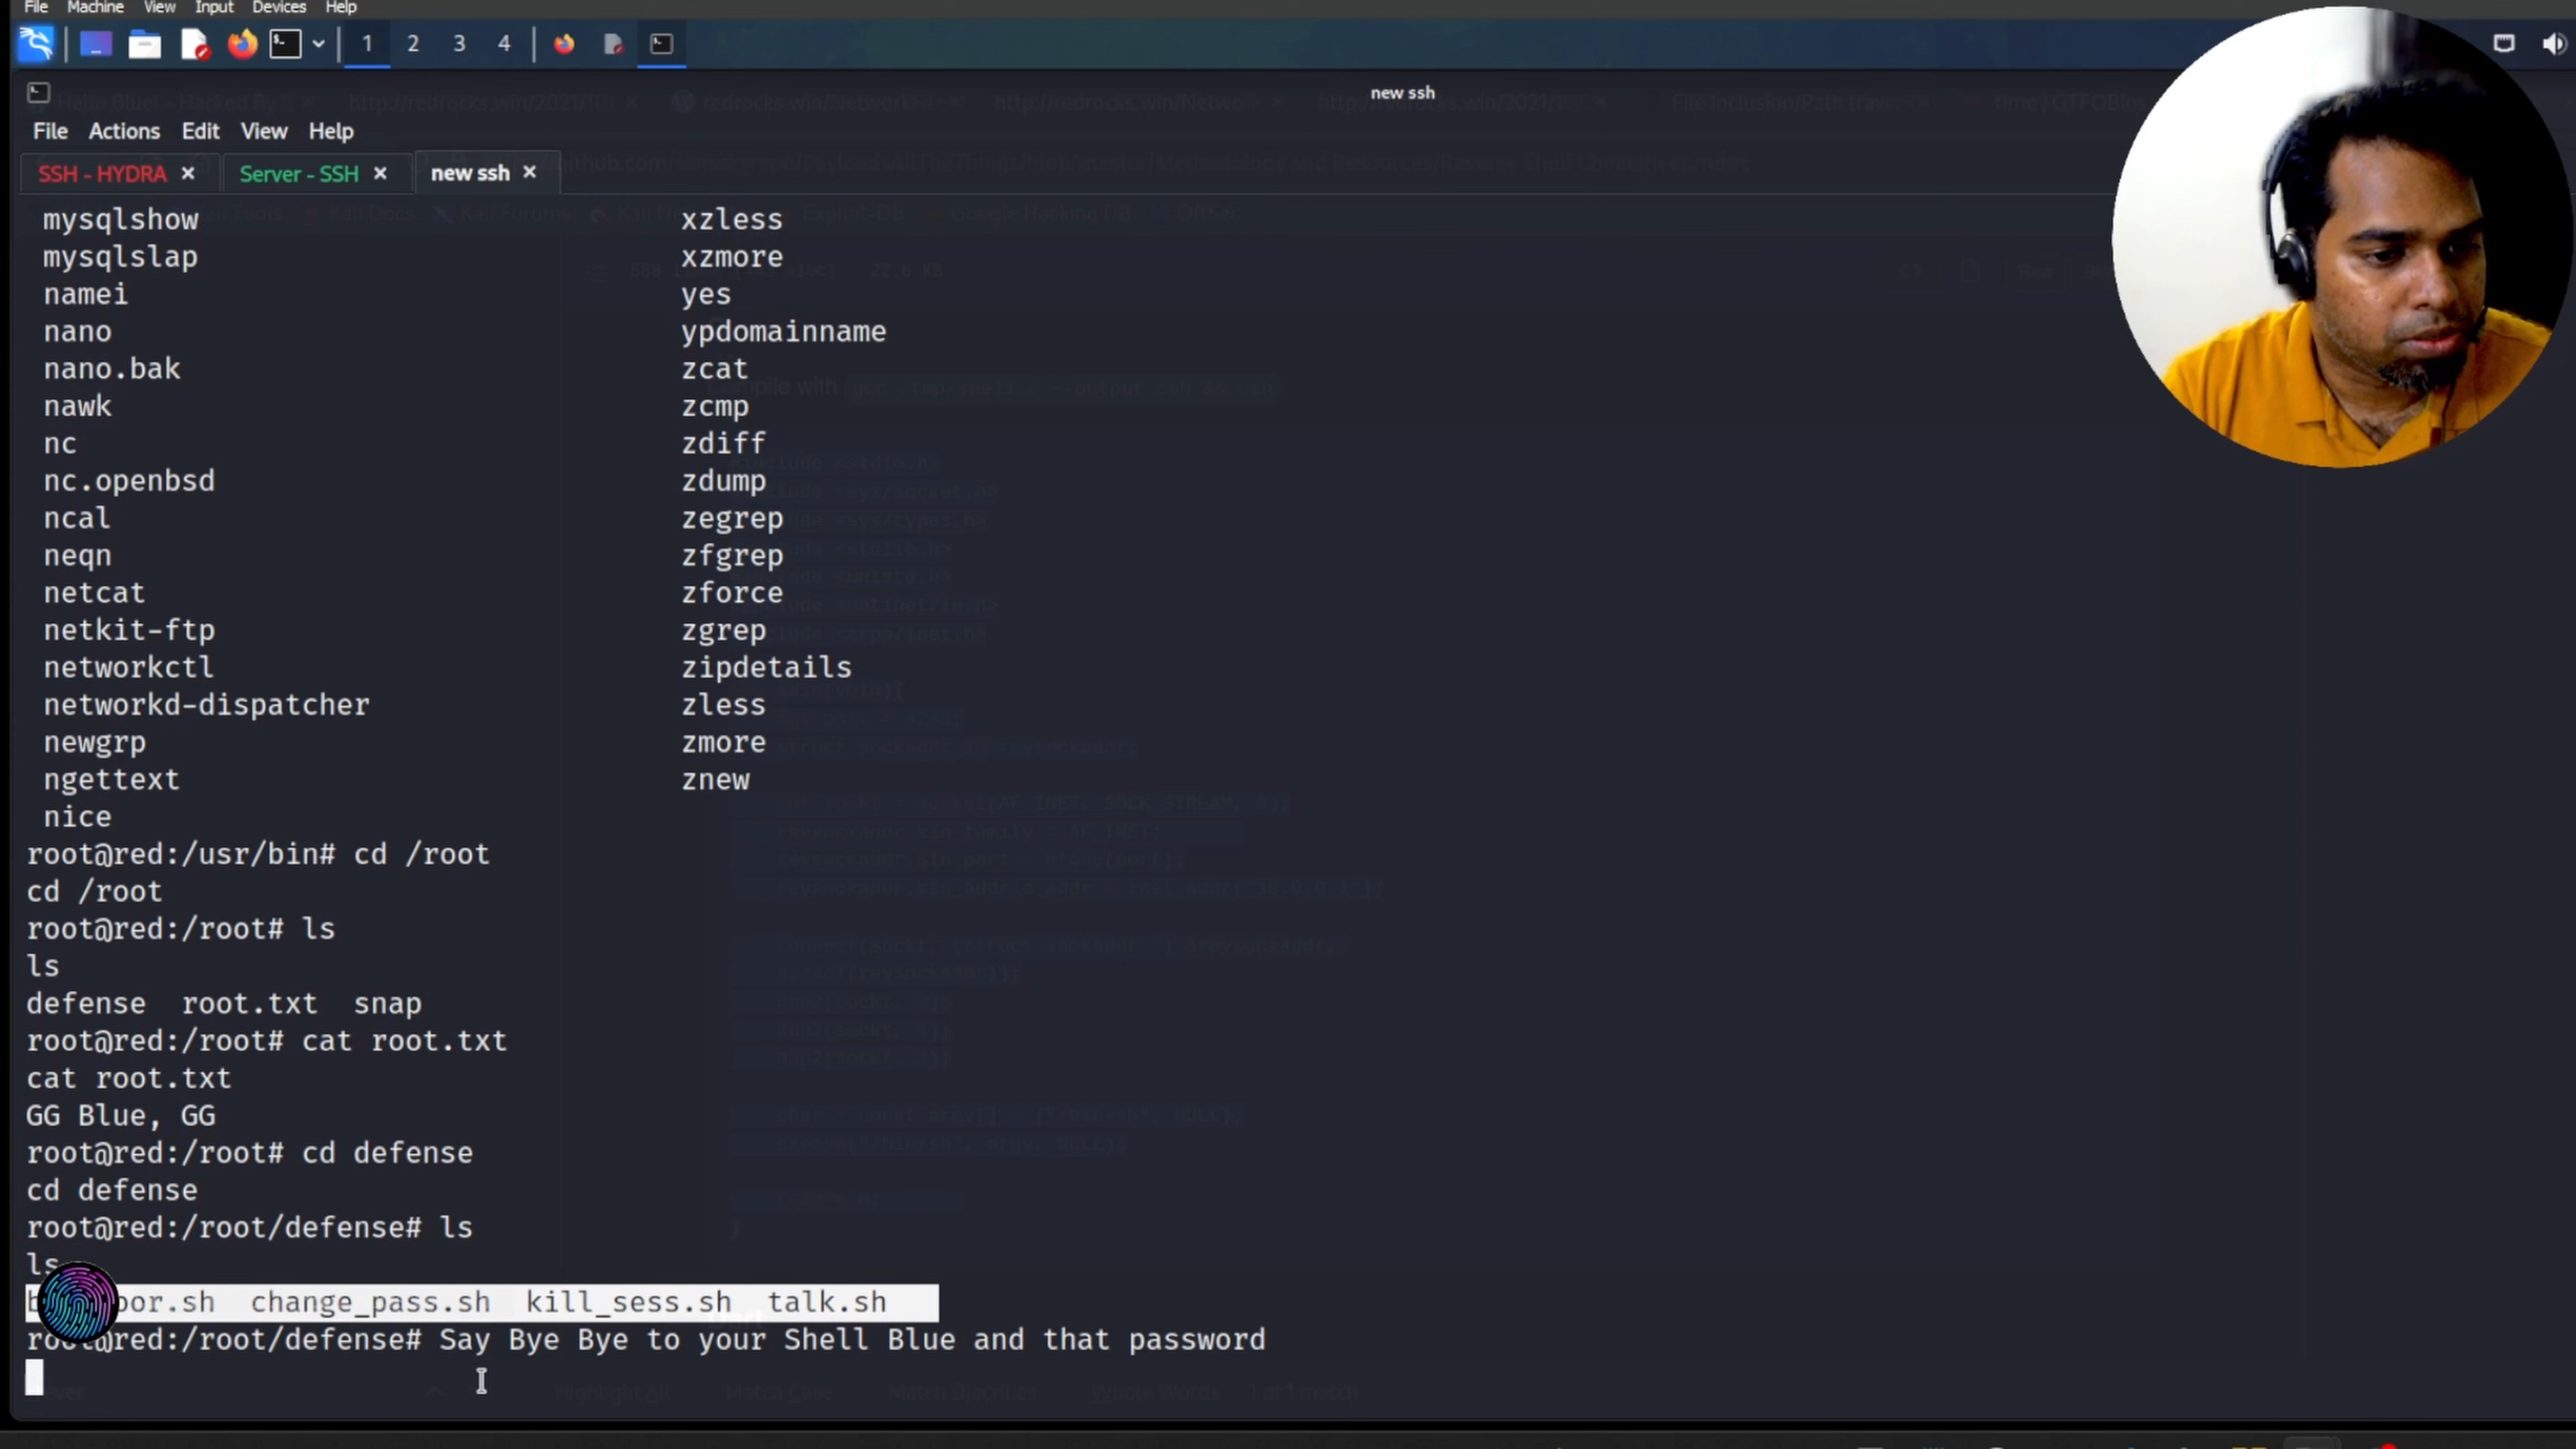 File Machine View Input Devices Help
1 2 3 4
new ssh
File Actions Edit View Help
SSH - HYDRA × Server - SSH × new ssh ×
mysqlshow xzless
mysqlslap xzmore
namei yes
nano ypdomainname
nano.bak zcat
nawk zcmp
nc zdiff
nc.openbsd zdump
ncal zegrep
neqn zfgrep
netcat zforce
netkit-ftp zgrep
networkctl zipdetails
networkd-dispatcher zless
newgrp zmore
ngettext znew
nice
root@red:/usr/bin# cd /root
cd /root
root@red:/root# ls
ls
defense root.txt snap
root@red:/root# cat root.txt
cat root.txt
GG Blue, GG
root@red:/root# cd defense
cd defense
root@red:/root/defense# ls
ls
change_pass.sh kill_sess.sh talk.sh
root@red:/root/defense# Say Bye Bye to your Shell Blue and that password